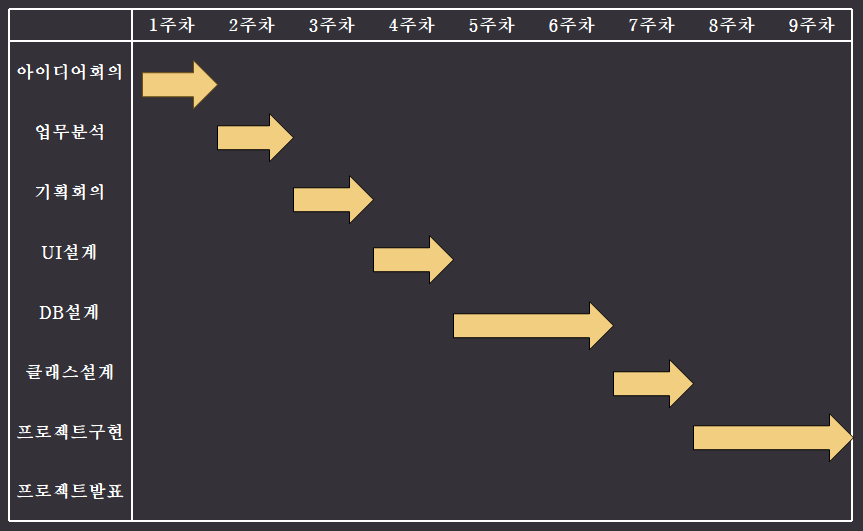 1주차 2주차 3주차 4주차 5주차 6주차 7주차 8주차 9주차
아이디어회의
업무분석
기획회의
UI설계
DB설계
클래스설계
프로젝트구현
프로젝트발표